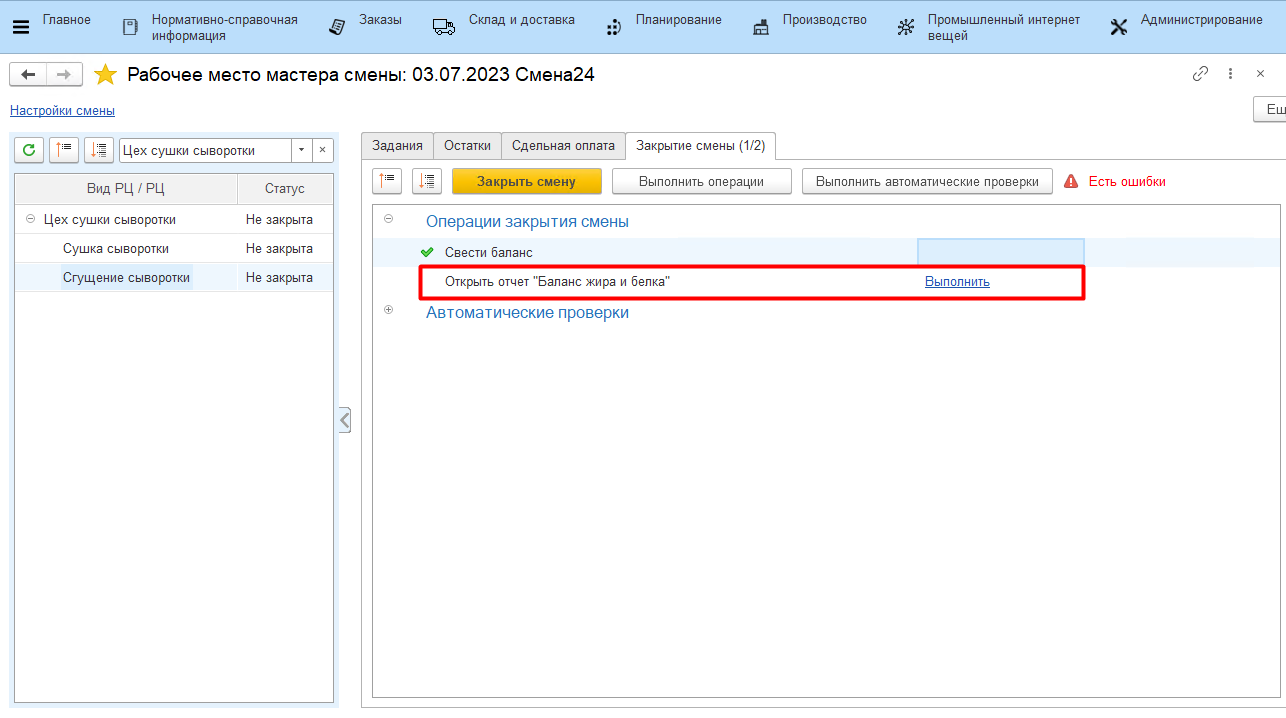 Главное
Нормативно-справочная
информация
Заказы
Склад и доставка
Планирование
Производство
Промышленный интернет
вещей
Администрирование
Рабочее место мастера смены: 03.07.2023 Смена24
Настройки смены
Ещ
Цех сушки сыворотки
Вид РЦ / РЦ Статус
Цех сушки сыворотки Не закрыта
Сушка сыворотки Не закрыта
Сгущение сыворотки Не закрыта
Задания Остатки Сдельная оплата Закрытие смены (1/2)
Закрыть смену Выполнить операции Выполнить автоматические проверки Есть ошибки
Операции закрытия смены
Свести баланс
Открыть отчет "Баланс жира и белка" Выполнить
Автоматические проверки